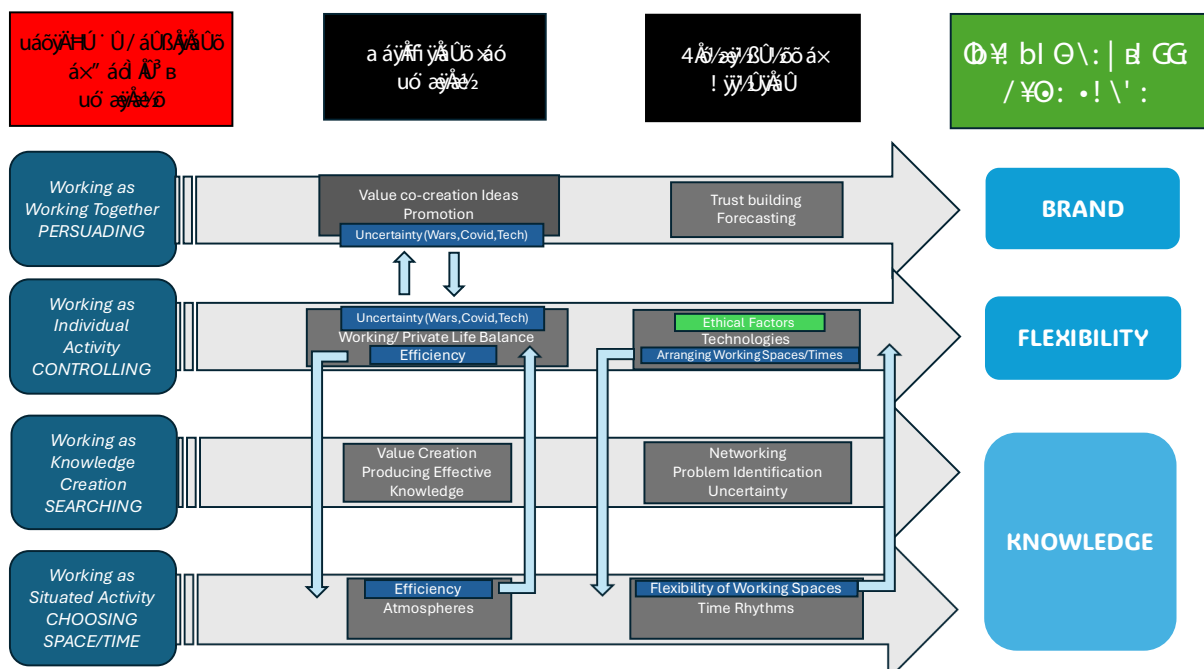 Working as
Working Together
PERSUADING
Value co-creation Ideas
Promotion
Uncertainty (Wars,Covid,Tech)
Trust building
Forecasting
BRAND
Working as
Individual
Activity
CONTROLLING
Uncertainty (Wars,Covid,Tech)
Working/ Private Life Balance
Efficiency
Ethical Factors
Technologies
Arranging Working Spaces/Times
FLEXIBILITY
Working as
Knowledge
Creation
SEARCHING
Value Creation
Producing Effective
Knowledge
Networking
Problem Identification
Uncertainty
KNOWLEDGE
Working as
Situated Activity
CHOOSING
SPACE/TIME
Efficiency
Atmospheres
Flexibility of Working Spaces
Time Rhythms